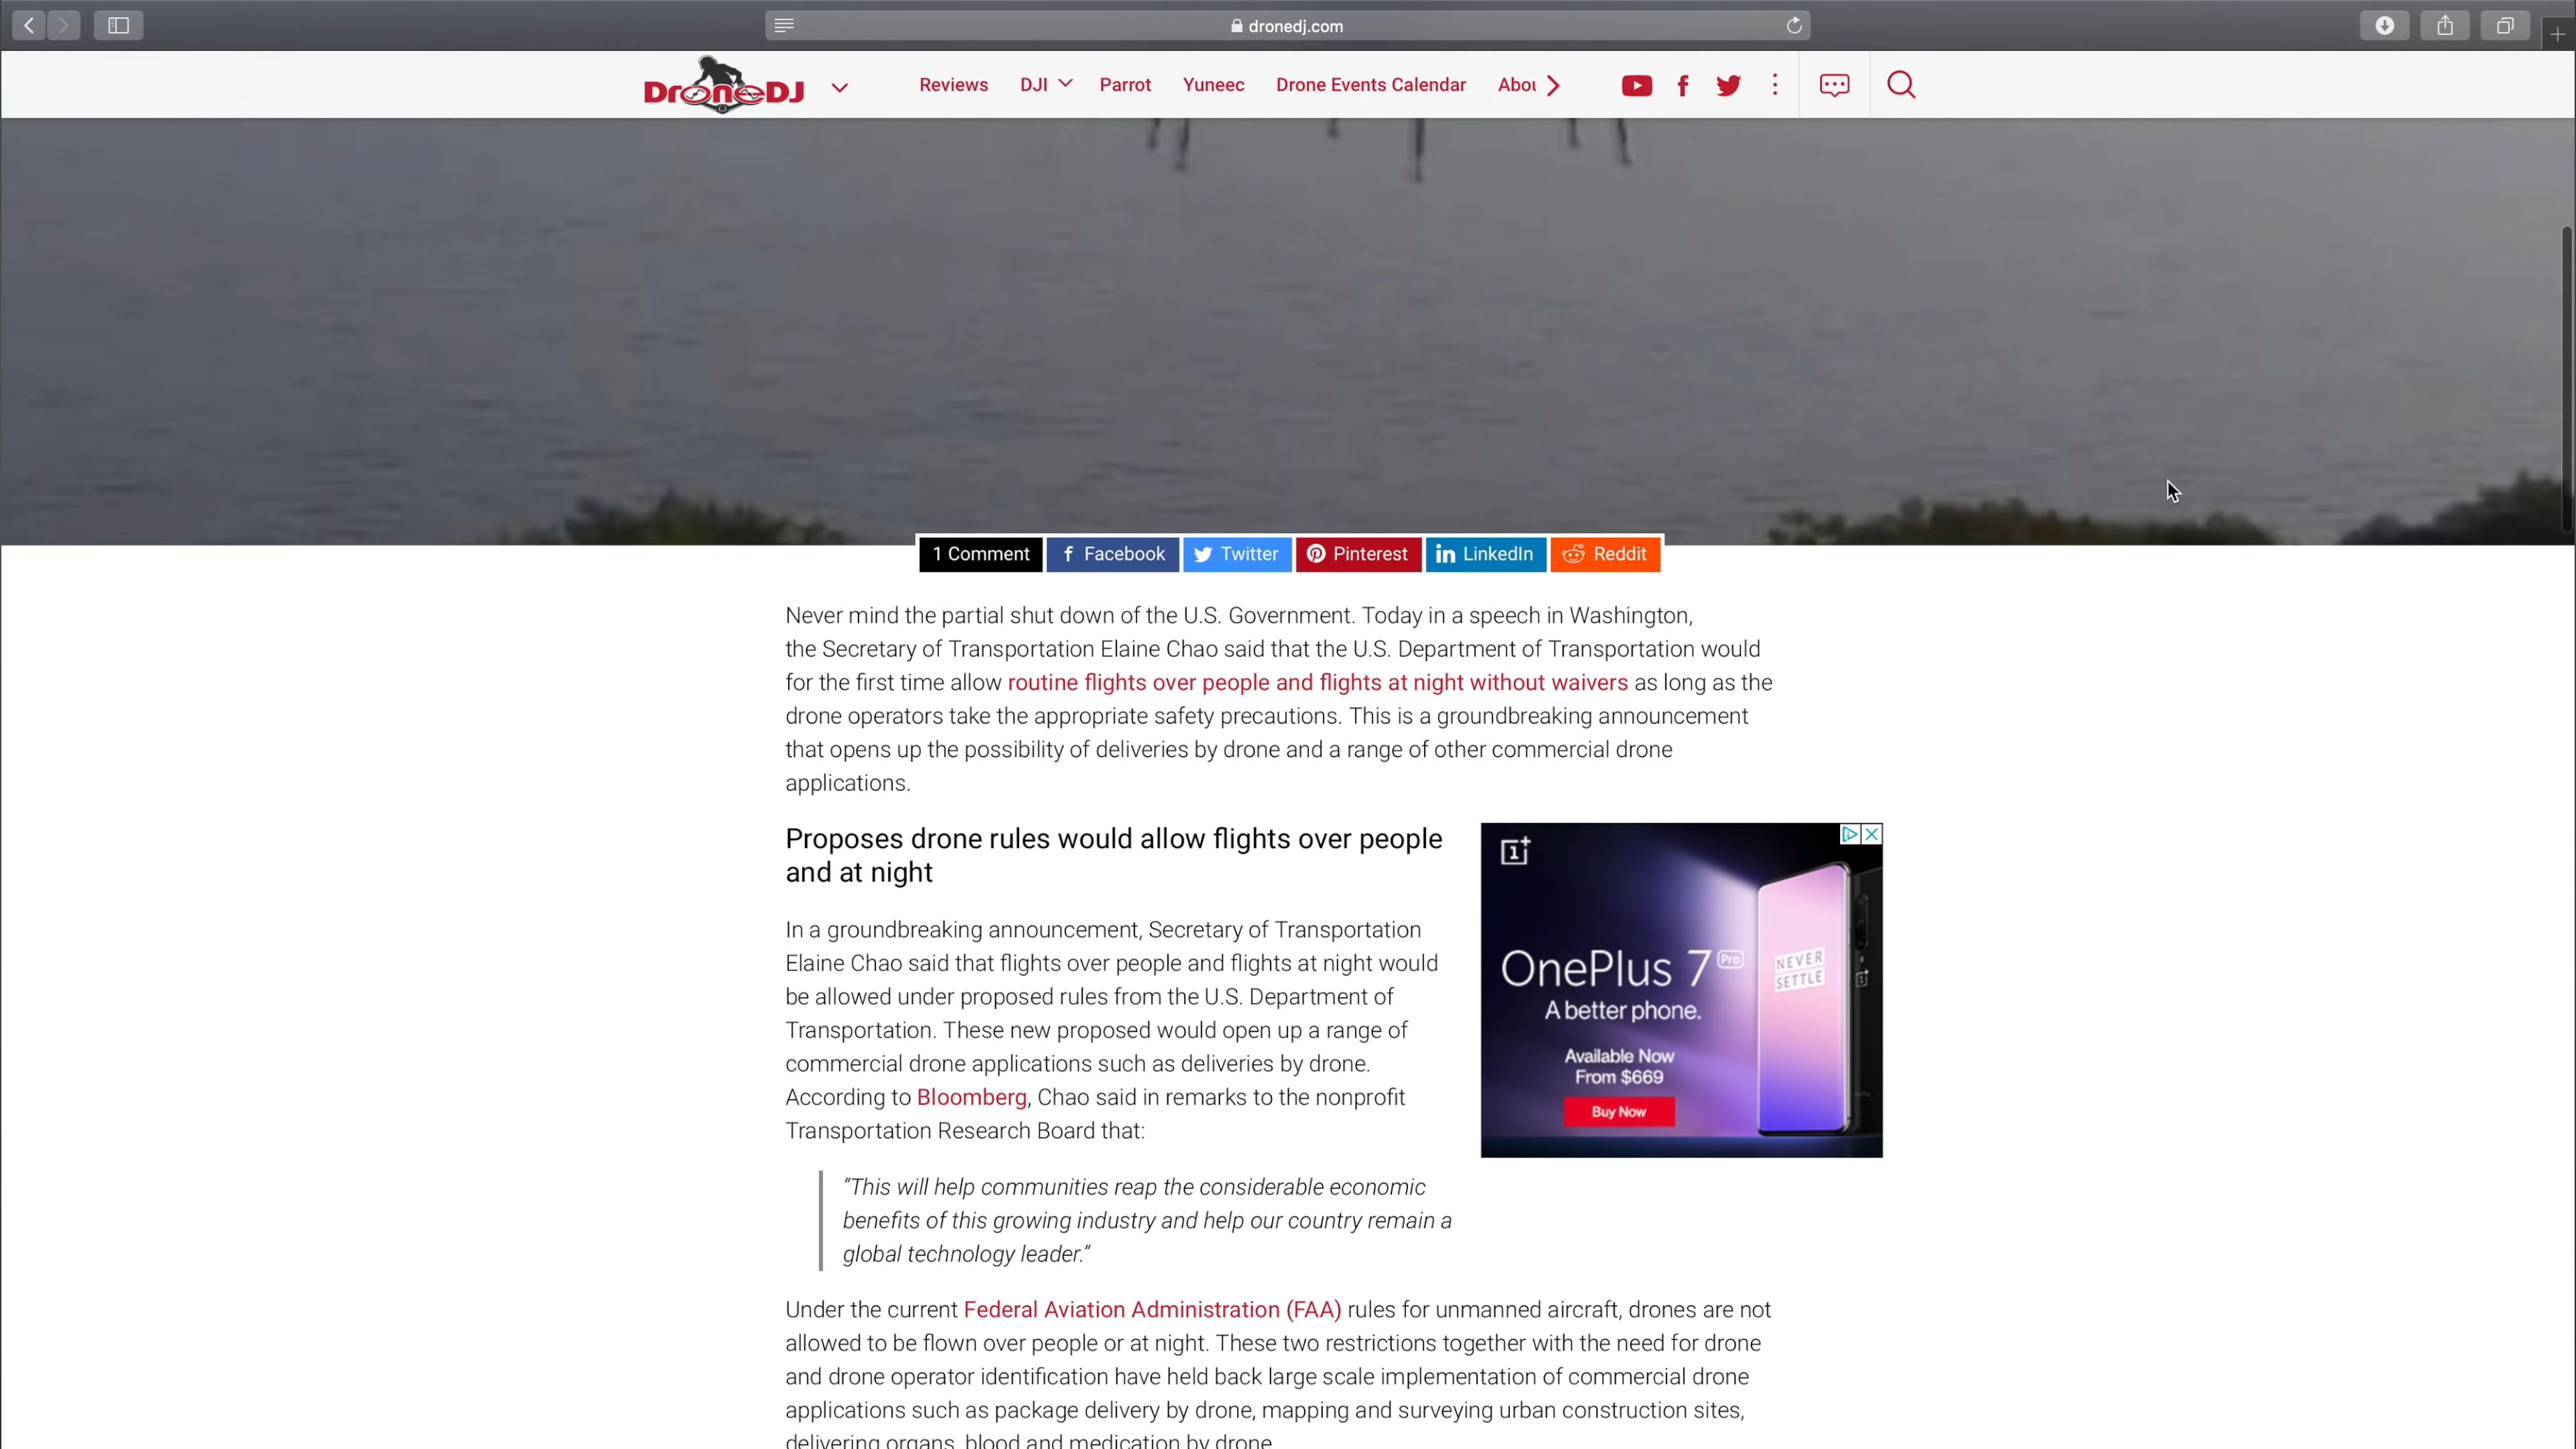 dronedj.com
DroneDJ
Reviews
DJI
Parrot
Yuneec
Drone Events Calendar
Abou
1 Comment
Facebook
Twitter
Pinterest
LinkedIn
Reddit
Never mind the partial shut down of the U.S. Government. Today in a speech in Washington,
the Secretary of Transportation Elaine Chao said that the U.S. Department of Transportation would
for the first time allow routine flights over people and flights at night without waivers as long as the
drone operators take the appropriate safety precautions. This is a groundbreaking announcement
that opens up the possibility of deliveries by drone and a range of other commercial drone
applications.
Proposes drone rules would allow flights over people
and at night
In a groundbreaking announcement, Secretary of Transportation
Elaine Chao said that flights over people and flights at night would
be allowed under proposed rules from the U.S. Department of
Transportation. These new proposed would open up a range of
commercial drone applications such as deliveries by drone.
According to Bloomberg, Chao said in remarks to the nonprofit
Transportation Research Board that:
“This will help communities reap the considerable economic
benefits of this growing industry and help our country remain a
global technology leader.”
OnePlus 7 Pro
A better phone.
Available Now
From $669
Buy Now
NEVER
SETTLE
Under the current Federal Aviation Administration (FAA) rules for unmanned aircraft, drones are not
allowed to be flown over people or at night. These two restrictions together with the need for drone
and drone operator identification have held back large scale implementation of commercial drone
applications such as package delivery by drone, mapping and surveying urban construction sites,
delivering organs, blood and medication by drone